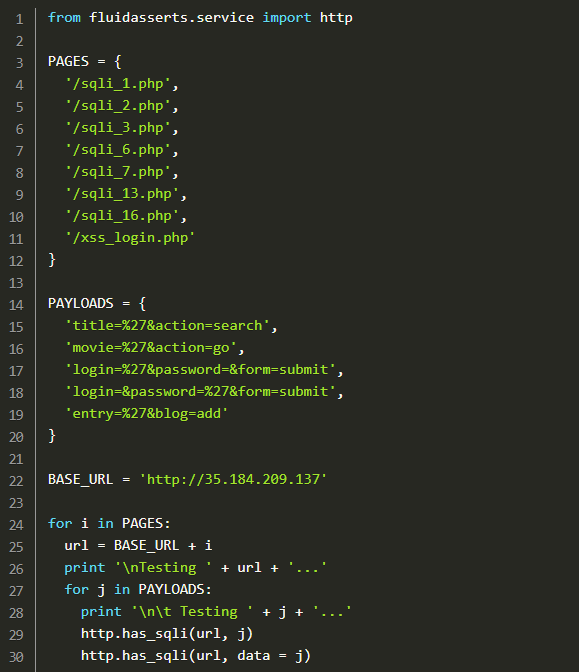 1 from fluidasserts.service import http
2
3 PAGES = {
4   '/sqli_1.php',
5   '/sqli_2.php',
6   '/sqli_3.php',
7   '/sqli_6.php',
8   '/sqli_7.php',
9   '/sqli_13.php',
10   '/sqli_16.php',
11   '/xss_login.php'
12 }
13
14 PAYLOADS = {
15   'title=%27&action=search',
16   'movie=%27&action=go',
17   'login=%27&password=&form=submit',
18   'login=&password=%27&form=submit',
19   'entry=%27&blog=add'
20 }
21
22 BASE_URL = 'http://35.184.209.137'
23
24 for i in PAGES:
25   url = BASE_URL + i
26   print '\nTesting ' + url + '...'
27   for j in PAYLOADS:
28     print '\n\t Testing ' + j + '...'
29     http.has_sqli(url, j)
30     http.has_sqli(url, data = j)